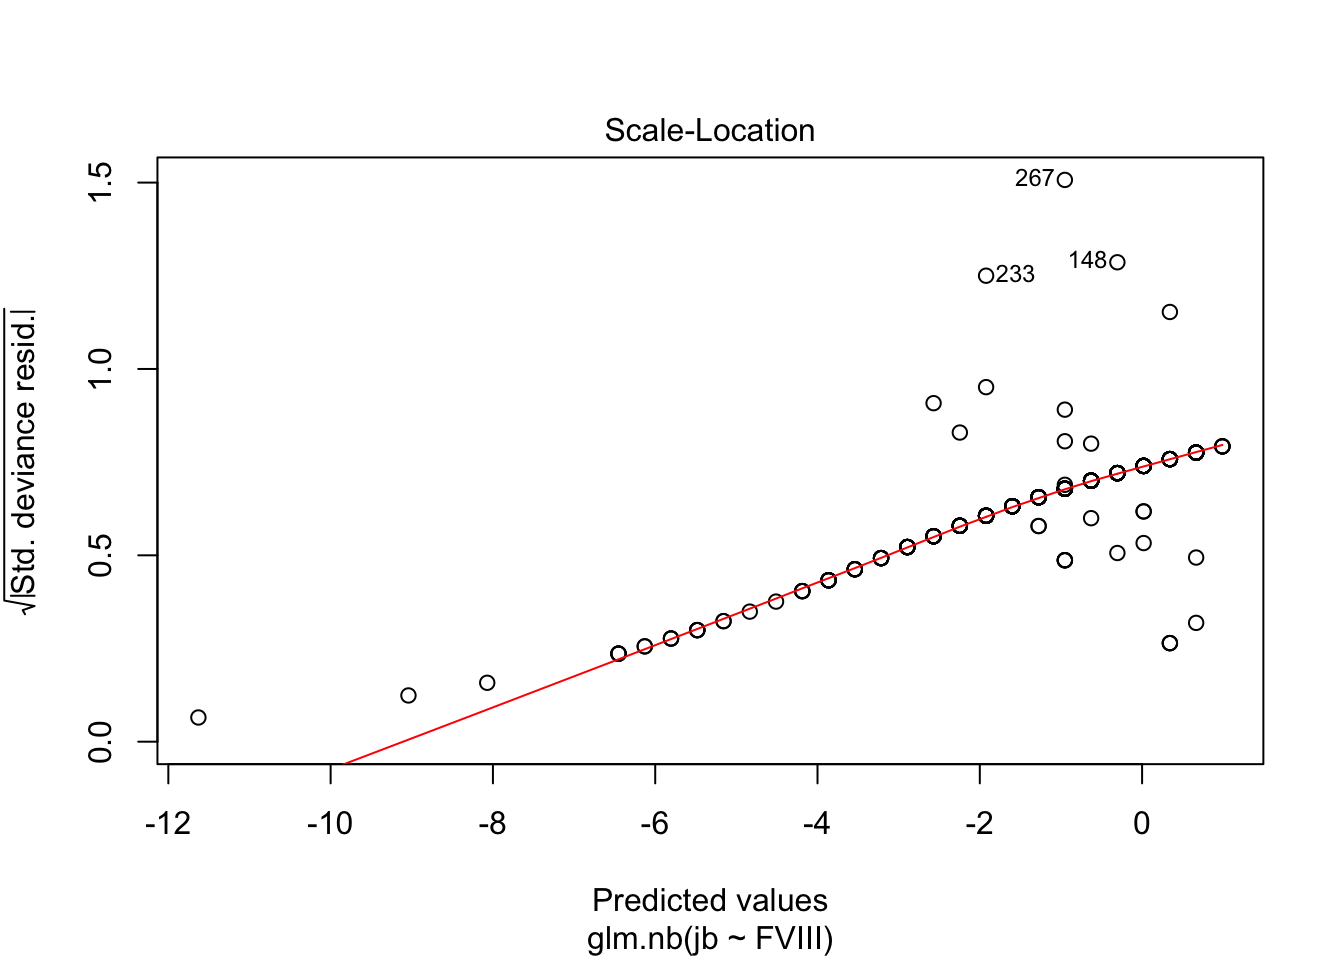 Scale-Location
√|Std. deviance resid.|
1.5
1.0
0.5
0.0
267
148
233
-12 -10 -8 -6 -4 -2 0
Predicted values
glm.nb(jb ~ FVIII)